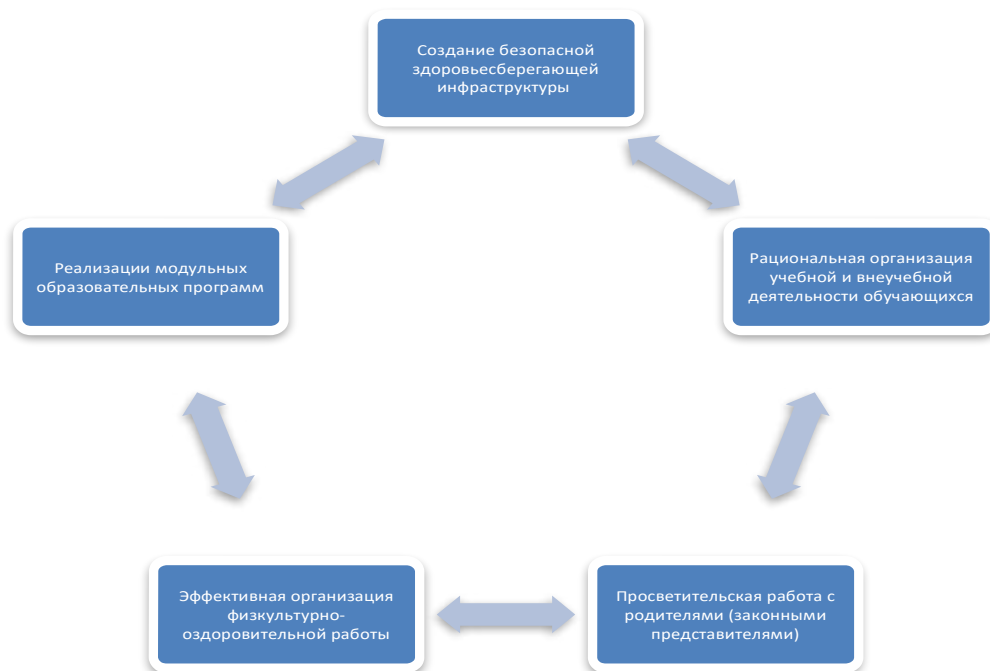 Создание безопасной
здоровьесберегающей
инфраструктуры
Реализации модульных
образовательных программ
Рациональная организация
учебной и внеучебной
деятельности обучающихся
Эффективная организация
физкультурно-
оздоровительной работы
Просветительская работа с
родителями (законными
представителями)